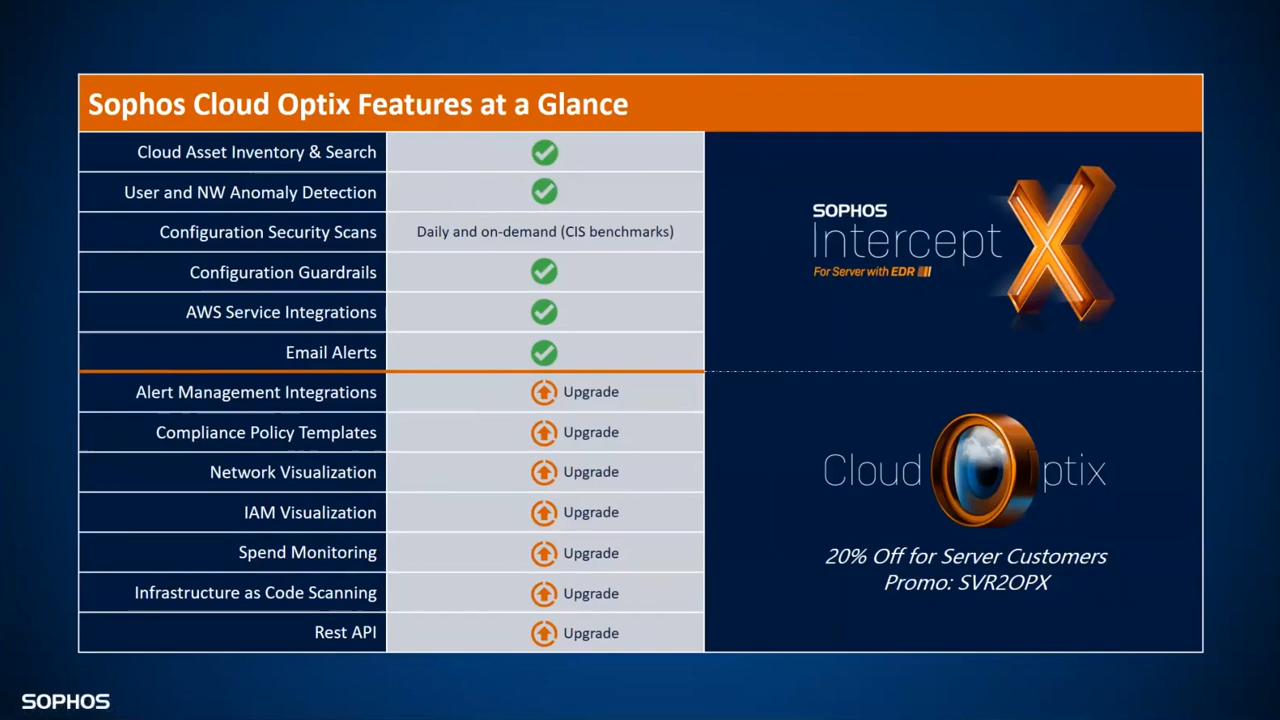 Sophos Cloud Optix Features at a Glance
Cloud Asset Inventory & Search
User and NW Anomaly Detection
Configuration Security Scans Daily and on-demand (CIS benchmarks)
Configuration Guardrails
AWS Service Integrations
Email Alerts
Alert Management Integrations Upgrade
Compliance Policy Templates Upgrade
Network Visualization Upgrade
IAM Visualization Upgrade
Spend Monitoring Upgrade
Infrastructure as Code Scanning Upgrade
Rest API Upgrade
SOPHOS
Intercept X
For Server with EDR
Cloud Optix
20% Off for Server Customers
Promo: SVR2OPX
SOPHOS